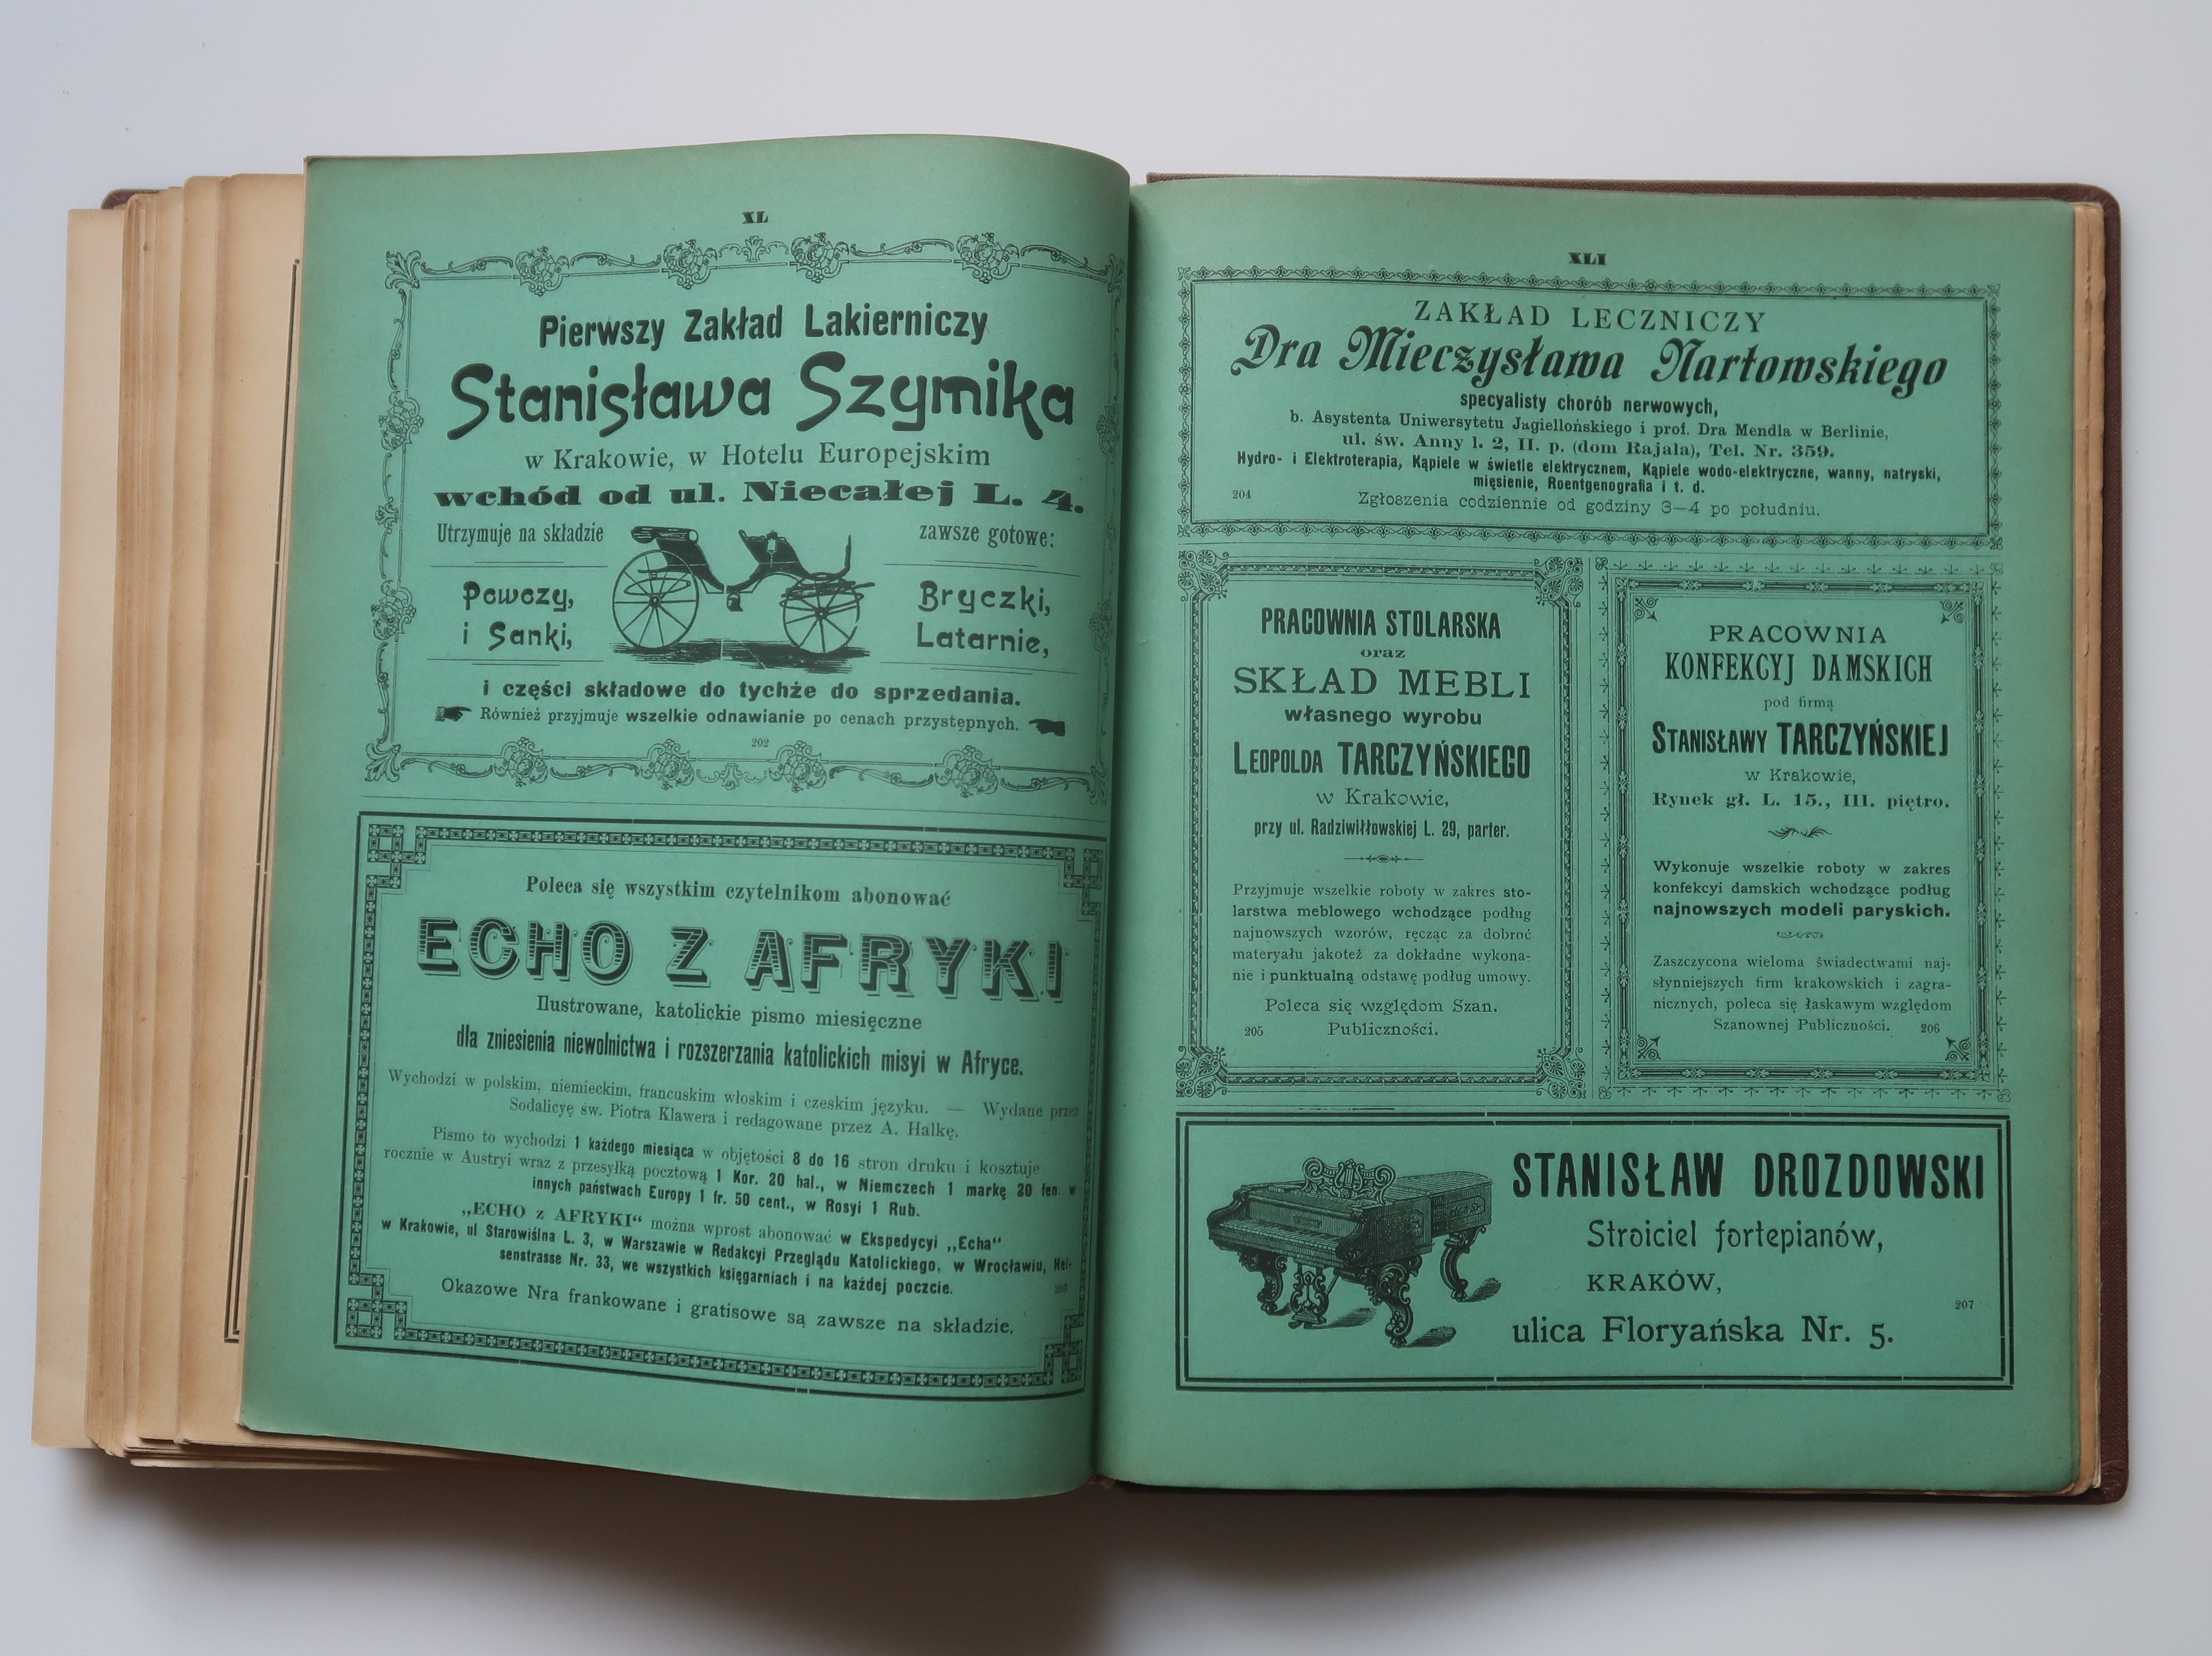 XL
Pierwszy Zakład Lakierniczy
Stanisława Szymika
w Krakowie, w Hotelu Europejskim
wchód od ul. Niecałej L. 4.
Utrzymuje na składzie
zawsze gotowe:
Powozy,
i Sanki,
Bryczki,
Latarnie,
i części składowe do tychże do sprzedania.
Również przyjmuje wszelkie odnawianie po cenach przystępnych.
202
Poleca się wszystkim czytelnikom abonować
ECHO Z AFRYKI
Ilustrowane, katolickie pismo miesięczne
dla zniesienia niewolnictwa i rozszerzania katolickich misyi w Afryce.
Wychodzi w polskim, niemieckim, francuskim włoskim i czeskim języku. — Wydane przez
Sodalicyę św. Piotra Klawera i redagowane przez A. Halkę.
Pismo to wychodzi 1 każdego miesiąca w objętości 8 do 16 stron druku i kosztuje
rocznie w Austryi wraz z przesyłką pocztową 1 Kor. 20 hal., w Niemczech 1 markę 20 fen. w
innych państwach Europy 1 fr. 50 cent., w Rosyi 1 Rub.
„ECHO z AFRYKI“ można wprost abonować w Ekspedycyi „Echa“
w Krakowie, ul Starowiślna L. 3, w Warszawie w Redakcyi Przeglądu Katolickiego, w Wrocławiu, Hei-
senstrasse Nr. 33, we wszystkich księgarniach i na każdej poczcie.
203
Okazowe Nra frankowane i gratisowe są zawsze na składzie.
XLI
ZAKŁAD LECZNICZY
Dra Mieczysława Nartowskiego
specyalisty chorób nerwowych,
b. Asystenta Uniwersytetu Jagiellońskiego i prof. Dra Mendla w Berlinie,
ul. św. Anny l. 2, II. p. (dom Rajala), Tel. Nr. 359.
Hydro- i Elektroterapia, Kąpiele w świetle elektrycznem, Kąpiele wodo-elektryczne, wanny, natryski,
mięsienie, Roentgenografia i t. d.
204
Zgłoszenia codziennie od godziny 3—4 po południu.
PRACOWNIA STOLARSKA
oraz
SKŁAD MEBLI
własnego wyrobu
LEOPOLDA TARCZYŃSKIEGO
w Krakowie,
przy ul. Radziwiłłowskiej L. 29, parter.
Przyjmuje wszelkie roboty w zakres sto-
larstwa meblowego wchodzące podług
najnowszych wzorów, ręcząc za dobroć
materyału jakoteż za dokładne wykona-
nie i punktualną odstawę podług umowy.
Poleca się względom Szan.
205 Publiczności.
PRACOWNIA
KONFEKCYJ DAMSKICH
pod firmą
STANISŁAWY TARCZYŃSKIEJ
w Krakowie,
Rynek gł. L. 15., III. piętro.
Wykonuje wszelkie roboty w zakres
konfekcyi damskich wchodzące podług
najnowszych modeli paryskich.
Zaszczycona wieloma świadectwami naj-
słynniejszych firm krakowskich i zagra-
nicznych, poleca się łaskawym względom
Szanownej Publiczności. 206
STANISŁAW DROZDOWSKI
Stroiciel fortepianów,
KRAKÓW,
207
ulica Floryańska Nr. 5.